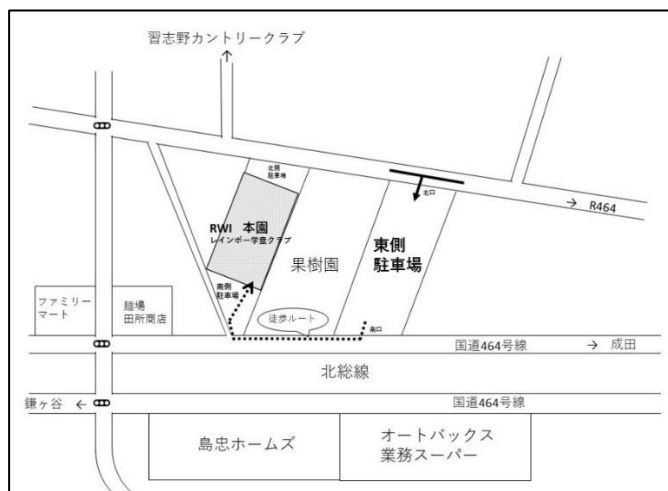 習志野カントリークラブ
北側
駐車場
北口
R464
RWI 本園
レインボー学童クラブ
果樹園
東側
駐車場
南側
駐車場
ファミリー
マート
麺場
田所商店
徒歩ルート
南口
国道464号線
成田
北総線
鎌ヶ谷
国道464号線
島忠ホームズ
オートバックス
業務スーパー